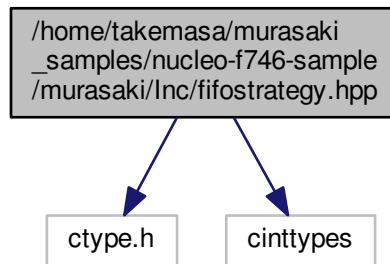 /home/takemasa/murasaki
_samples/nucleo-f746-sample
/murasaki/Inc/fifostrategy.hpp
ctype.h
cinttypes